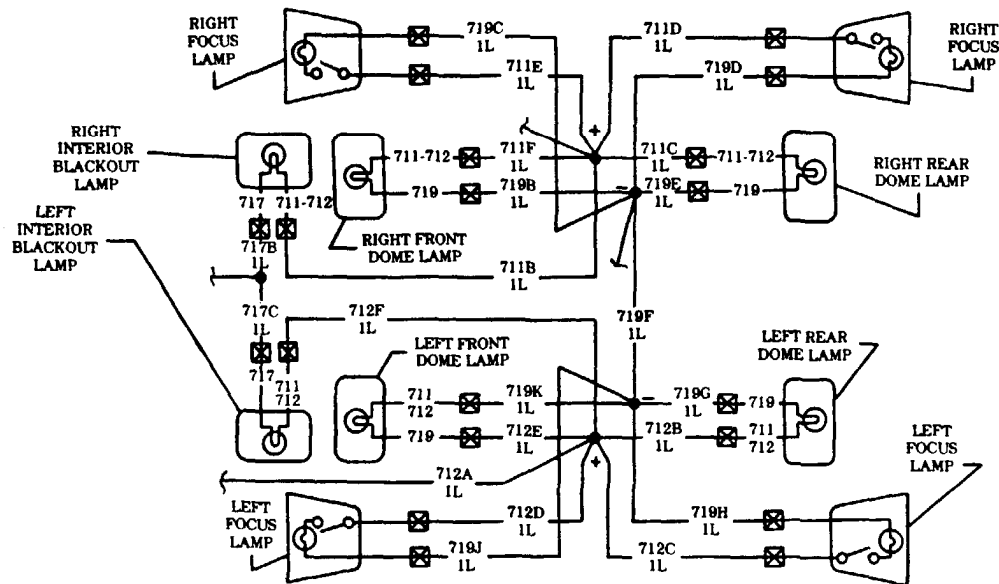 RIGHT
FOCUS
LAMP
719C
1L
711D
1L
RIGHT
FOCUS
LAMP
711E
1L
719D
1L
RIGHT
INTERIOR
BLACKOUT
LAMP
711-712
711F
1L
+
711C
1L
711-712
719
719B
1L
−
719E
1L
719
RIGHT REAR
DOME LAMP
717
711-712
LEFT
INTERIOR
BLACKOUT
LAMP
RIGHT FRONT
DOME LAMP
717B
1L
711B
1L
717C
1L
712F
1L
719F
1L
LEFT FRONT
DOME LAMP
LEFT REAR
DOME LAMP
717
711
712
711
712
719K
1L
−
719G
1L
719
719
712E
1L
+
712B
1L
711
712
LEFT
FOCUS
LAMP
712A
1L
LEFT
FOCUS
LAMP
712D
1L
719H
1L
719J
1L
712C
1L